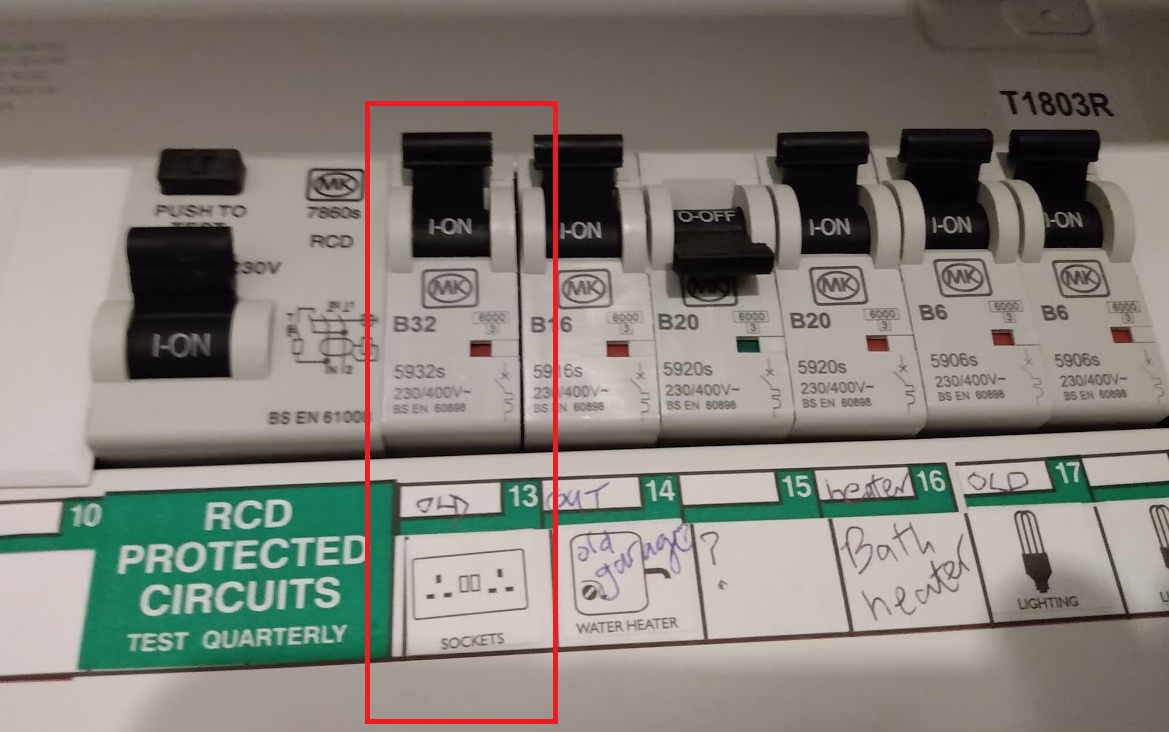 T1803R
PUSH TO
TEST
MK
7860s
RCD
230V
I-ON
BS EN 61008
I-ON
MK
B32
6000
3
5932s
230/400V~
BS EN 60898
I-ON
MK
B16
6000
3
5916s
230/400V~
BS EN 60898
O-OFF
MK
B20
6000
3
5920s
230/400V~
BS EN 60898
I-ON
MK
B20
6000
3
5920s
230/400V~
BS EN 60898
I-ON
MK
B6
6000
3
5906s
230/400V~
BS EN 60898
I-ON
MK
B6
6000
3
5906s
230/400V~
BS EN 60898
10
RCD
PROTECTED
CIRCUITS
TEST QUARTERLY
OLD 13
SOCKETS
OUT 14
old
garage
WATER HEATER
15
?
heater 16
Bath
heater
OLD 17
LIGHTING